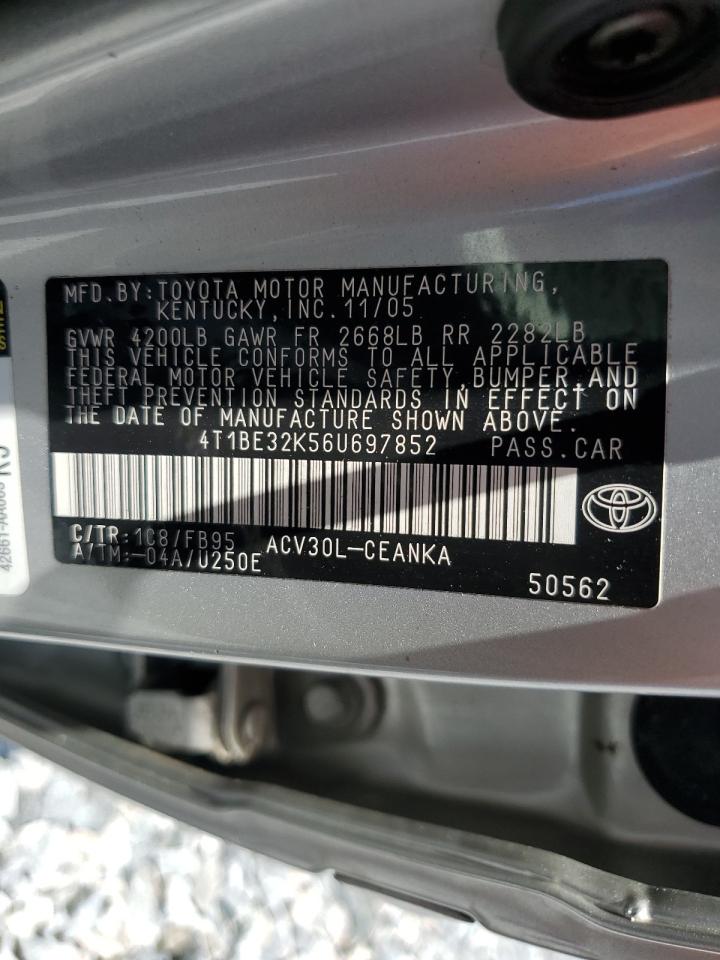 MFD.BY:TOYOTA MOTOR MANUFACTURING,
KENTUCKY,INC.11/05
GVWR 4200LB GAWR FR 2668LB RR 2282LB
THIS VEHICLE CONFORMS TO ALL APPLICABLE
FEDERAL MOTOR VEHICLE SAFETY,BUMPER,AND
THEFT PREVENTION STANDARDS IN EFFECT ON
THE DATE OF MANUFACTURE SHOWN ABOVE.
4T1BE32K56U697852 PASS.CAR
C/TR:1C8/FB95 ACV30L-CEANKA
A/TM:-04A/U250E
50562